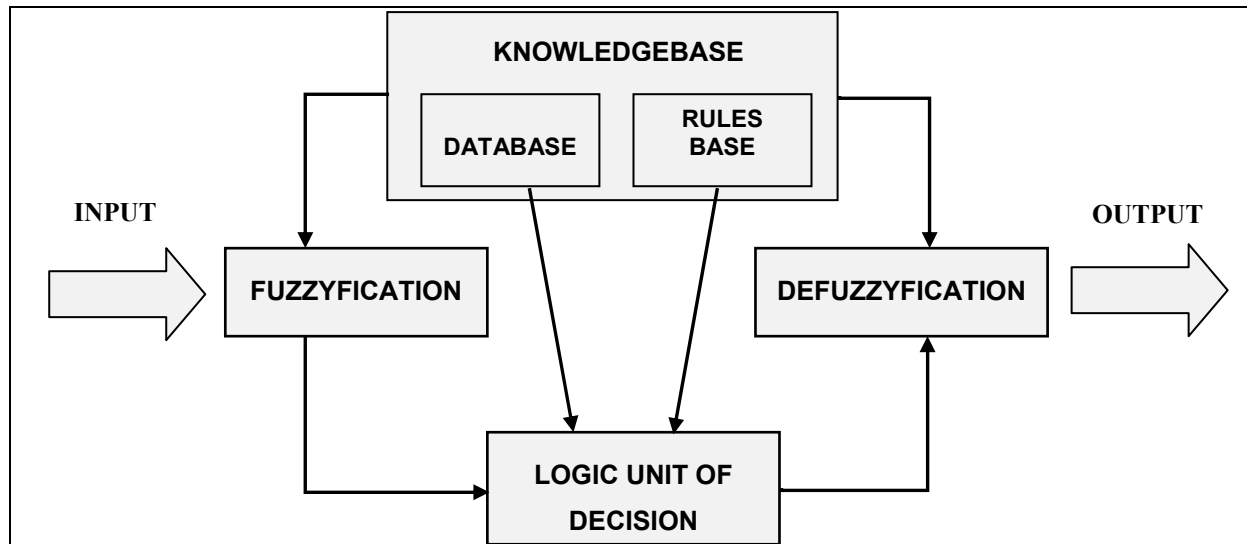 KNOWLEDGEBASE
DATABASE
RULES
BASE
INPUT
OUTPUT
FUZZYFICATION
DEFUZZYFICATION
LOGIC UNIT OF
DECISION